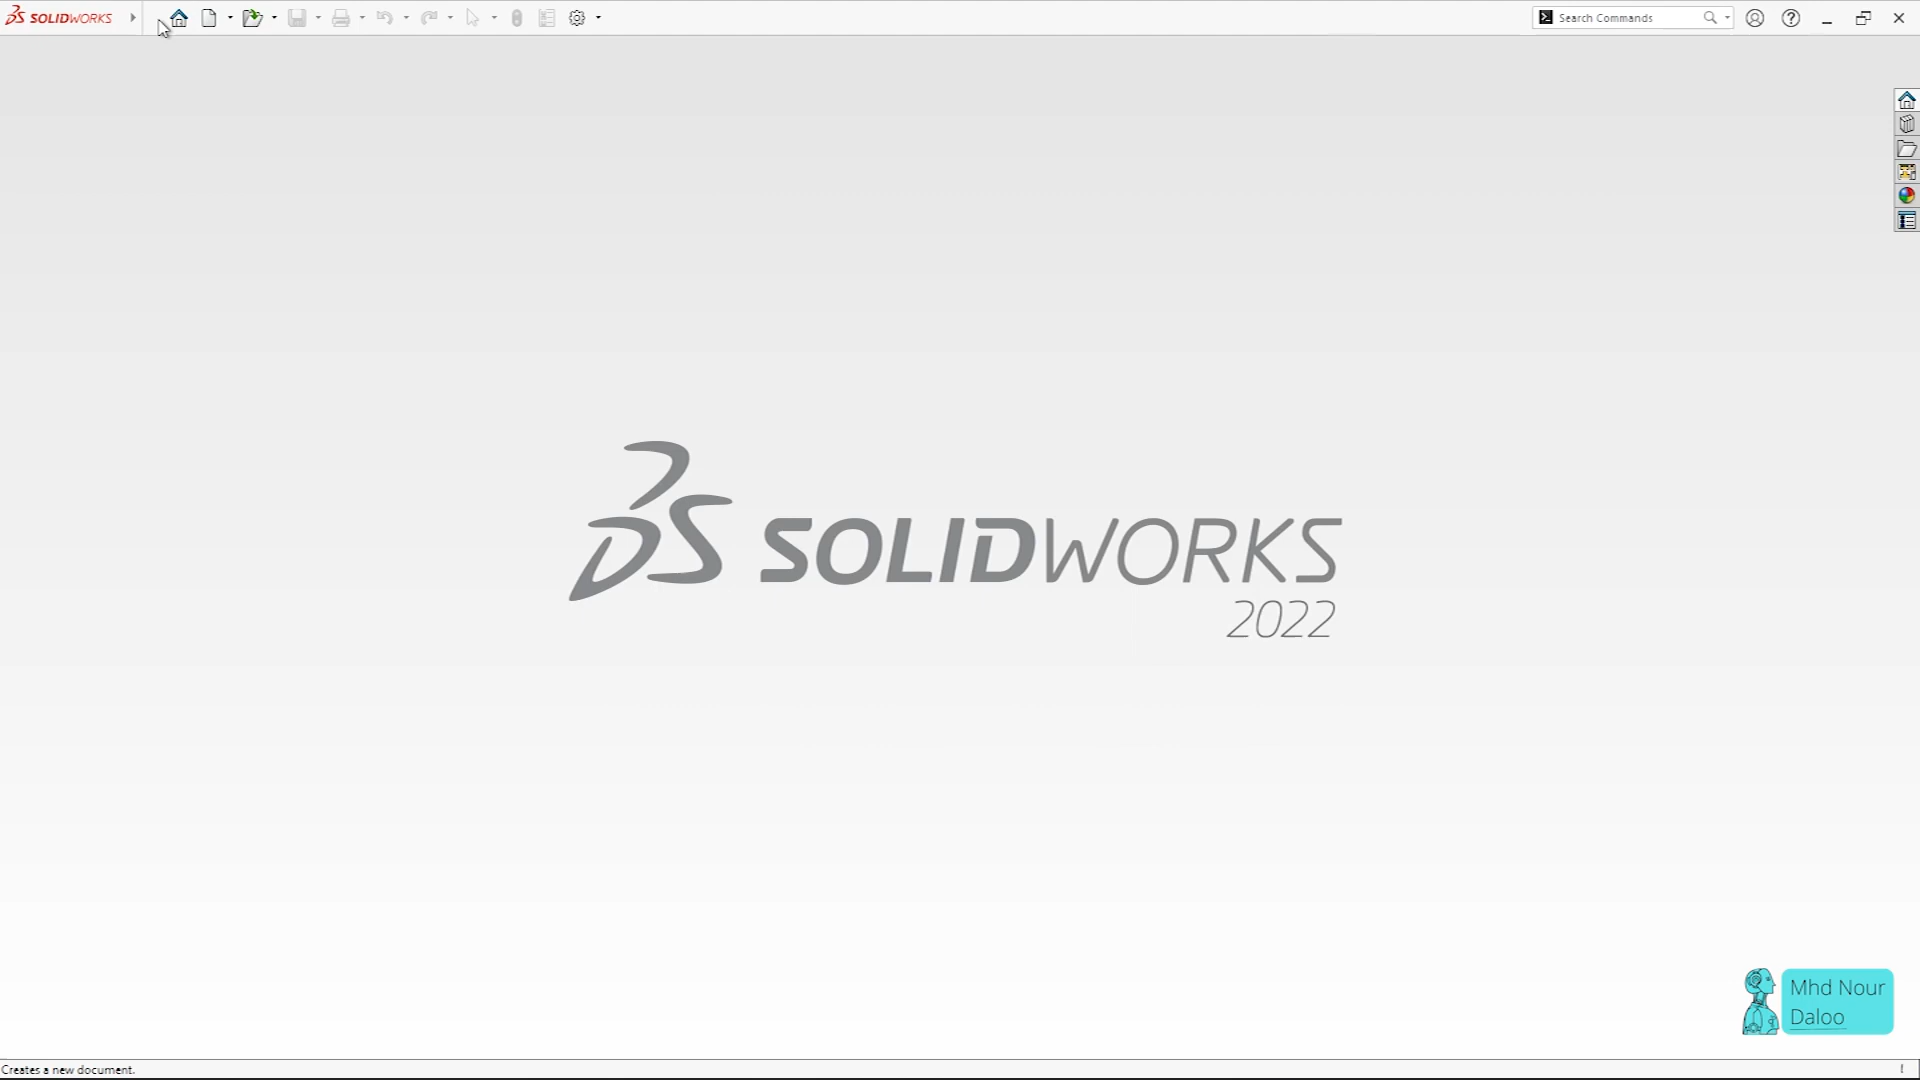 SOLIDWORKS
Search Commands
SOLIDWORKS
2022
Mhd Nour
Daloo
Creates a new document.